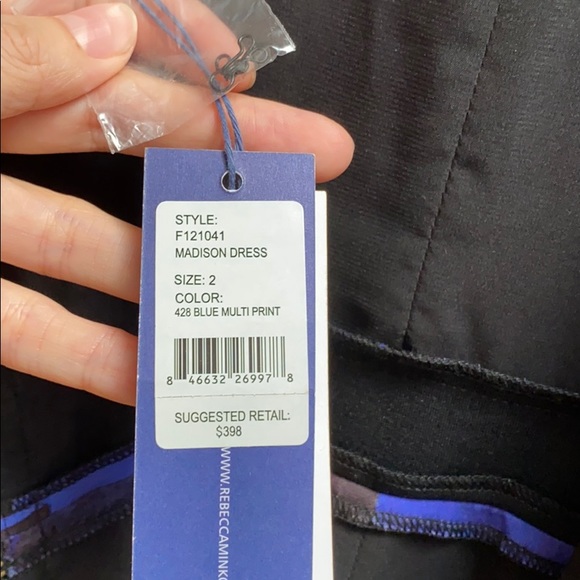 STYLE:
F121041
MADISON DRESS
SIZE: 2
COLOR:
428 BLUE MULTI PRINT
8 46632 26997 8
SUGGESTED RETAIL:
$398
WWW.REBECCAMINK